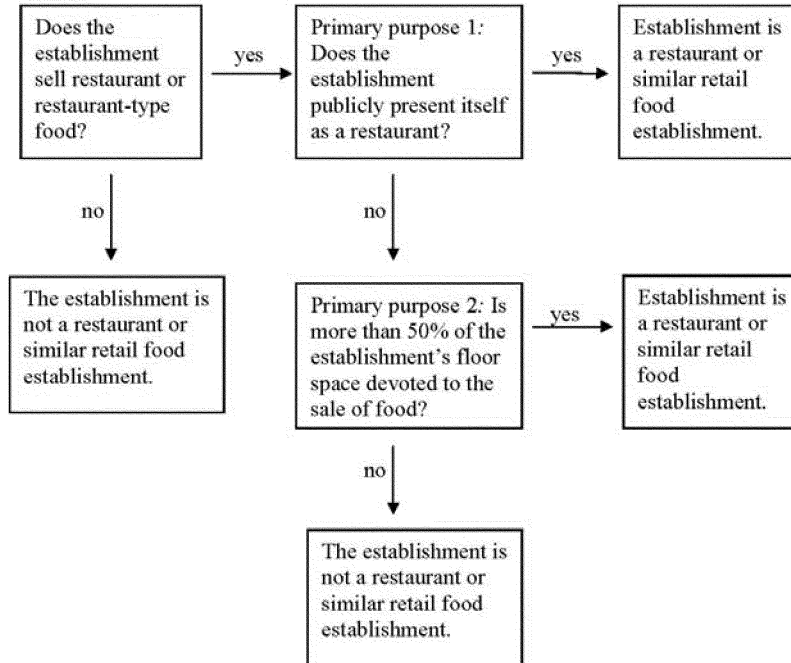 Does the
establishment
sell restaurant or
restaurant-type
food?
yes
Primary purpose 1:
Does the
establishment
publicly present itself
as a restaurant?
yes
Establishment is
a restaurant or
similar retail
food
establishment.
no
no
The establishment is
not a restaurant or
similar retail food
establishment.
Primary purpose 2: Is
more than 50% of the
establishment's floor
space devoted to the
sale of food?
yes
Establishment is
a restaurant or
similar retail
food
establishment.
no
The establishment is
not a restaurant or
similar retail food
establishment.